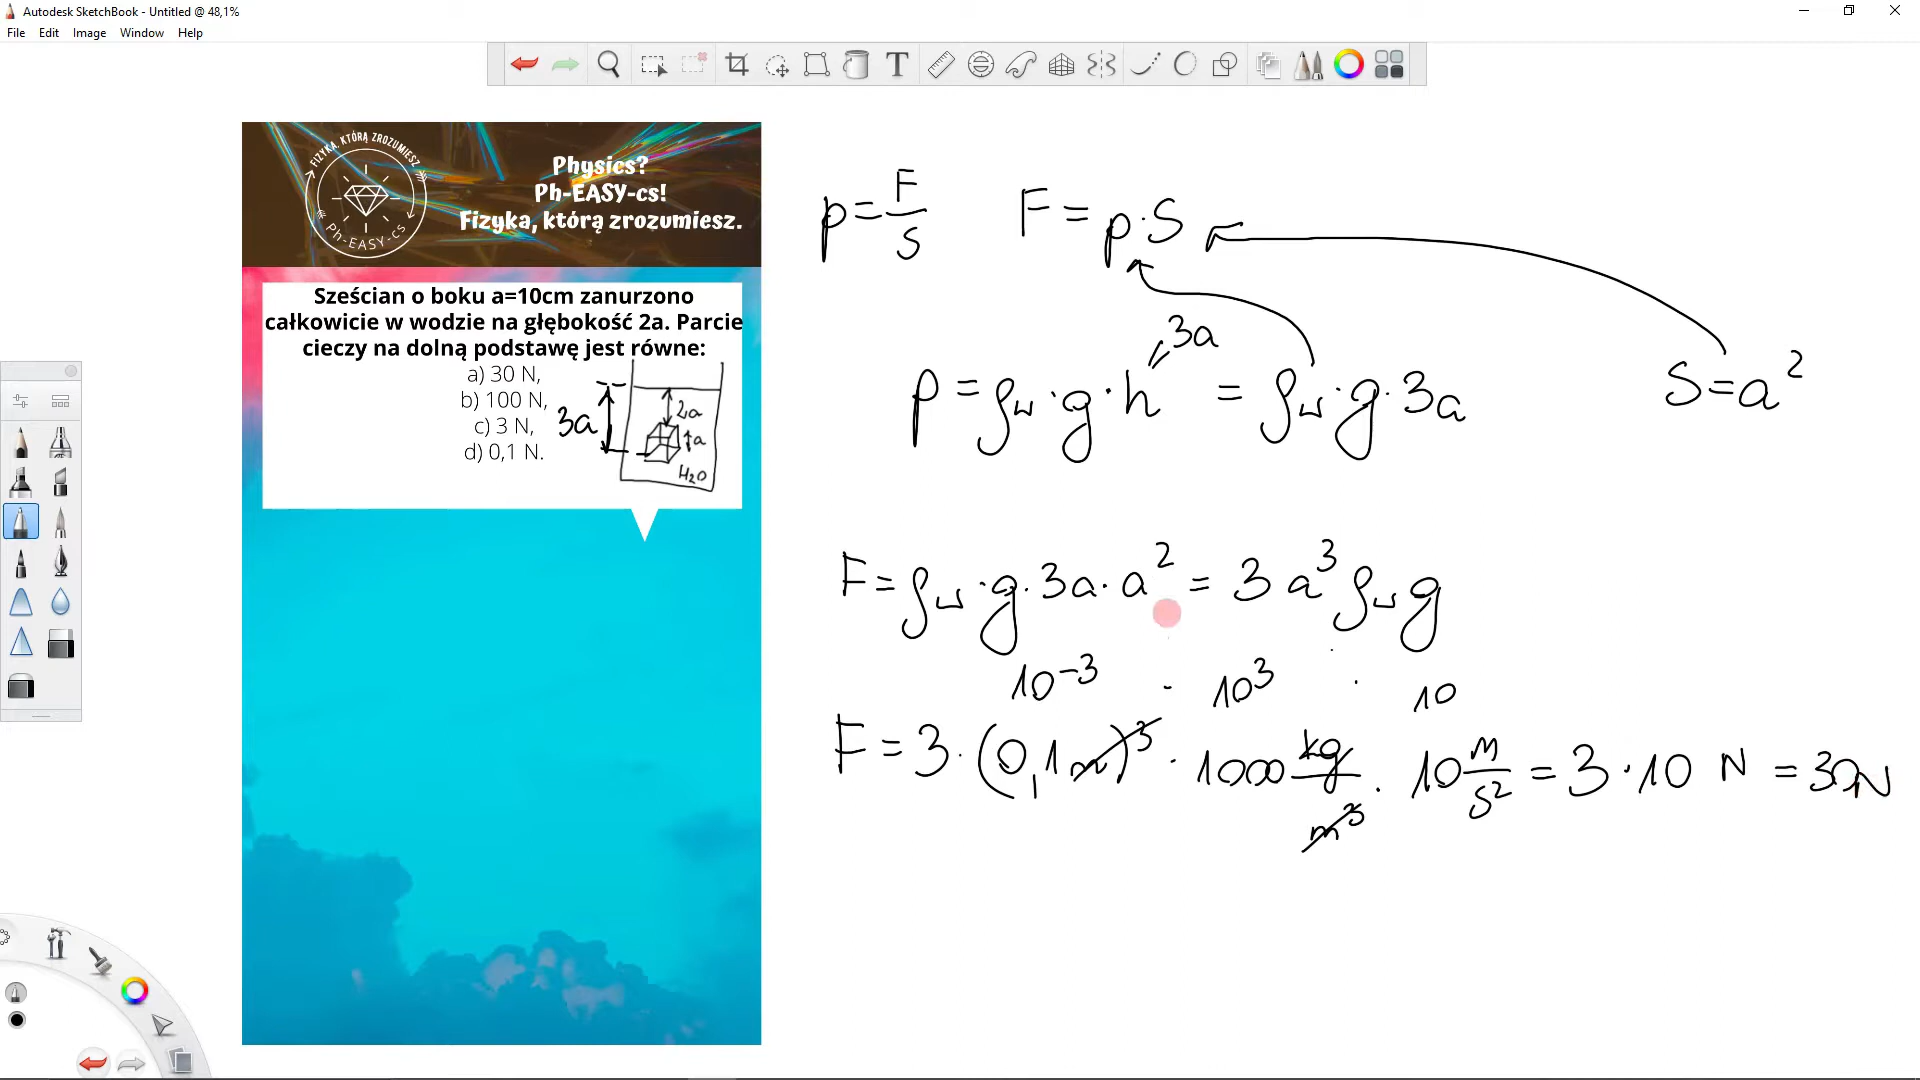 Autodesk SketchBook - Untitled @ 48,1%
File Edit Image Window Help
T
FIZYKA, KTÓRĄ ZROZUMIESZ
Ph-EASY-cs
Physics?
Ph-EASY-cs!
Fizyka, którą zrozumiesz.
Sześcian o boku a=10cm zanurzono
całkowicie w wodzie na głębokość 2a. Parcie
cieczy na dolną podstawę jest równe:
a) 30 N,
b) 100 N,
c) 3 N,
d) 0,1 N.
3a
2a
a
H₂O
p = F/S
F = p · S
3a
p = ρw · g · h = ρw · g · 3a
S = a²
F = ρw · g · 3a · a² = 3 a³ ρw g
10⁻³ · 10³ · 10
F = 3 · (0,1m)³ · 1000 kg/m³ · 10 m/s² = 3 · 10 N = 30N